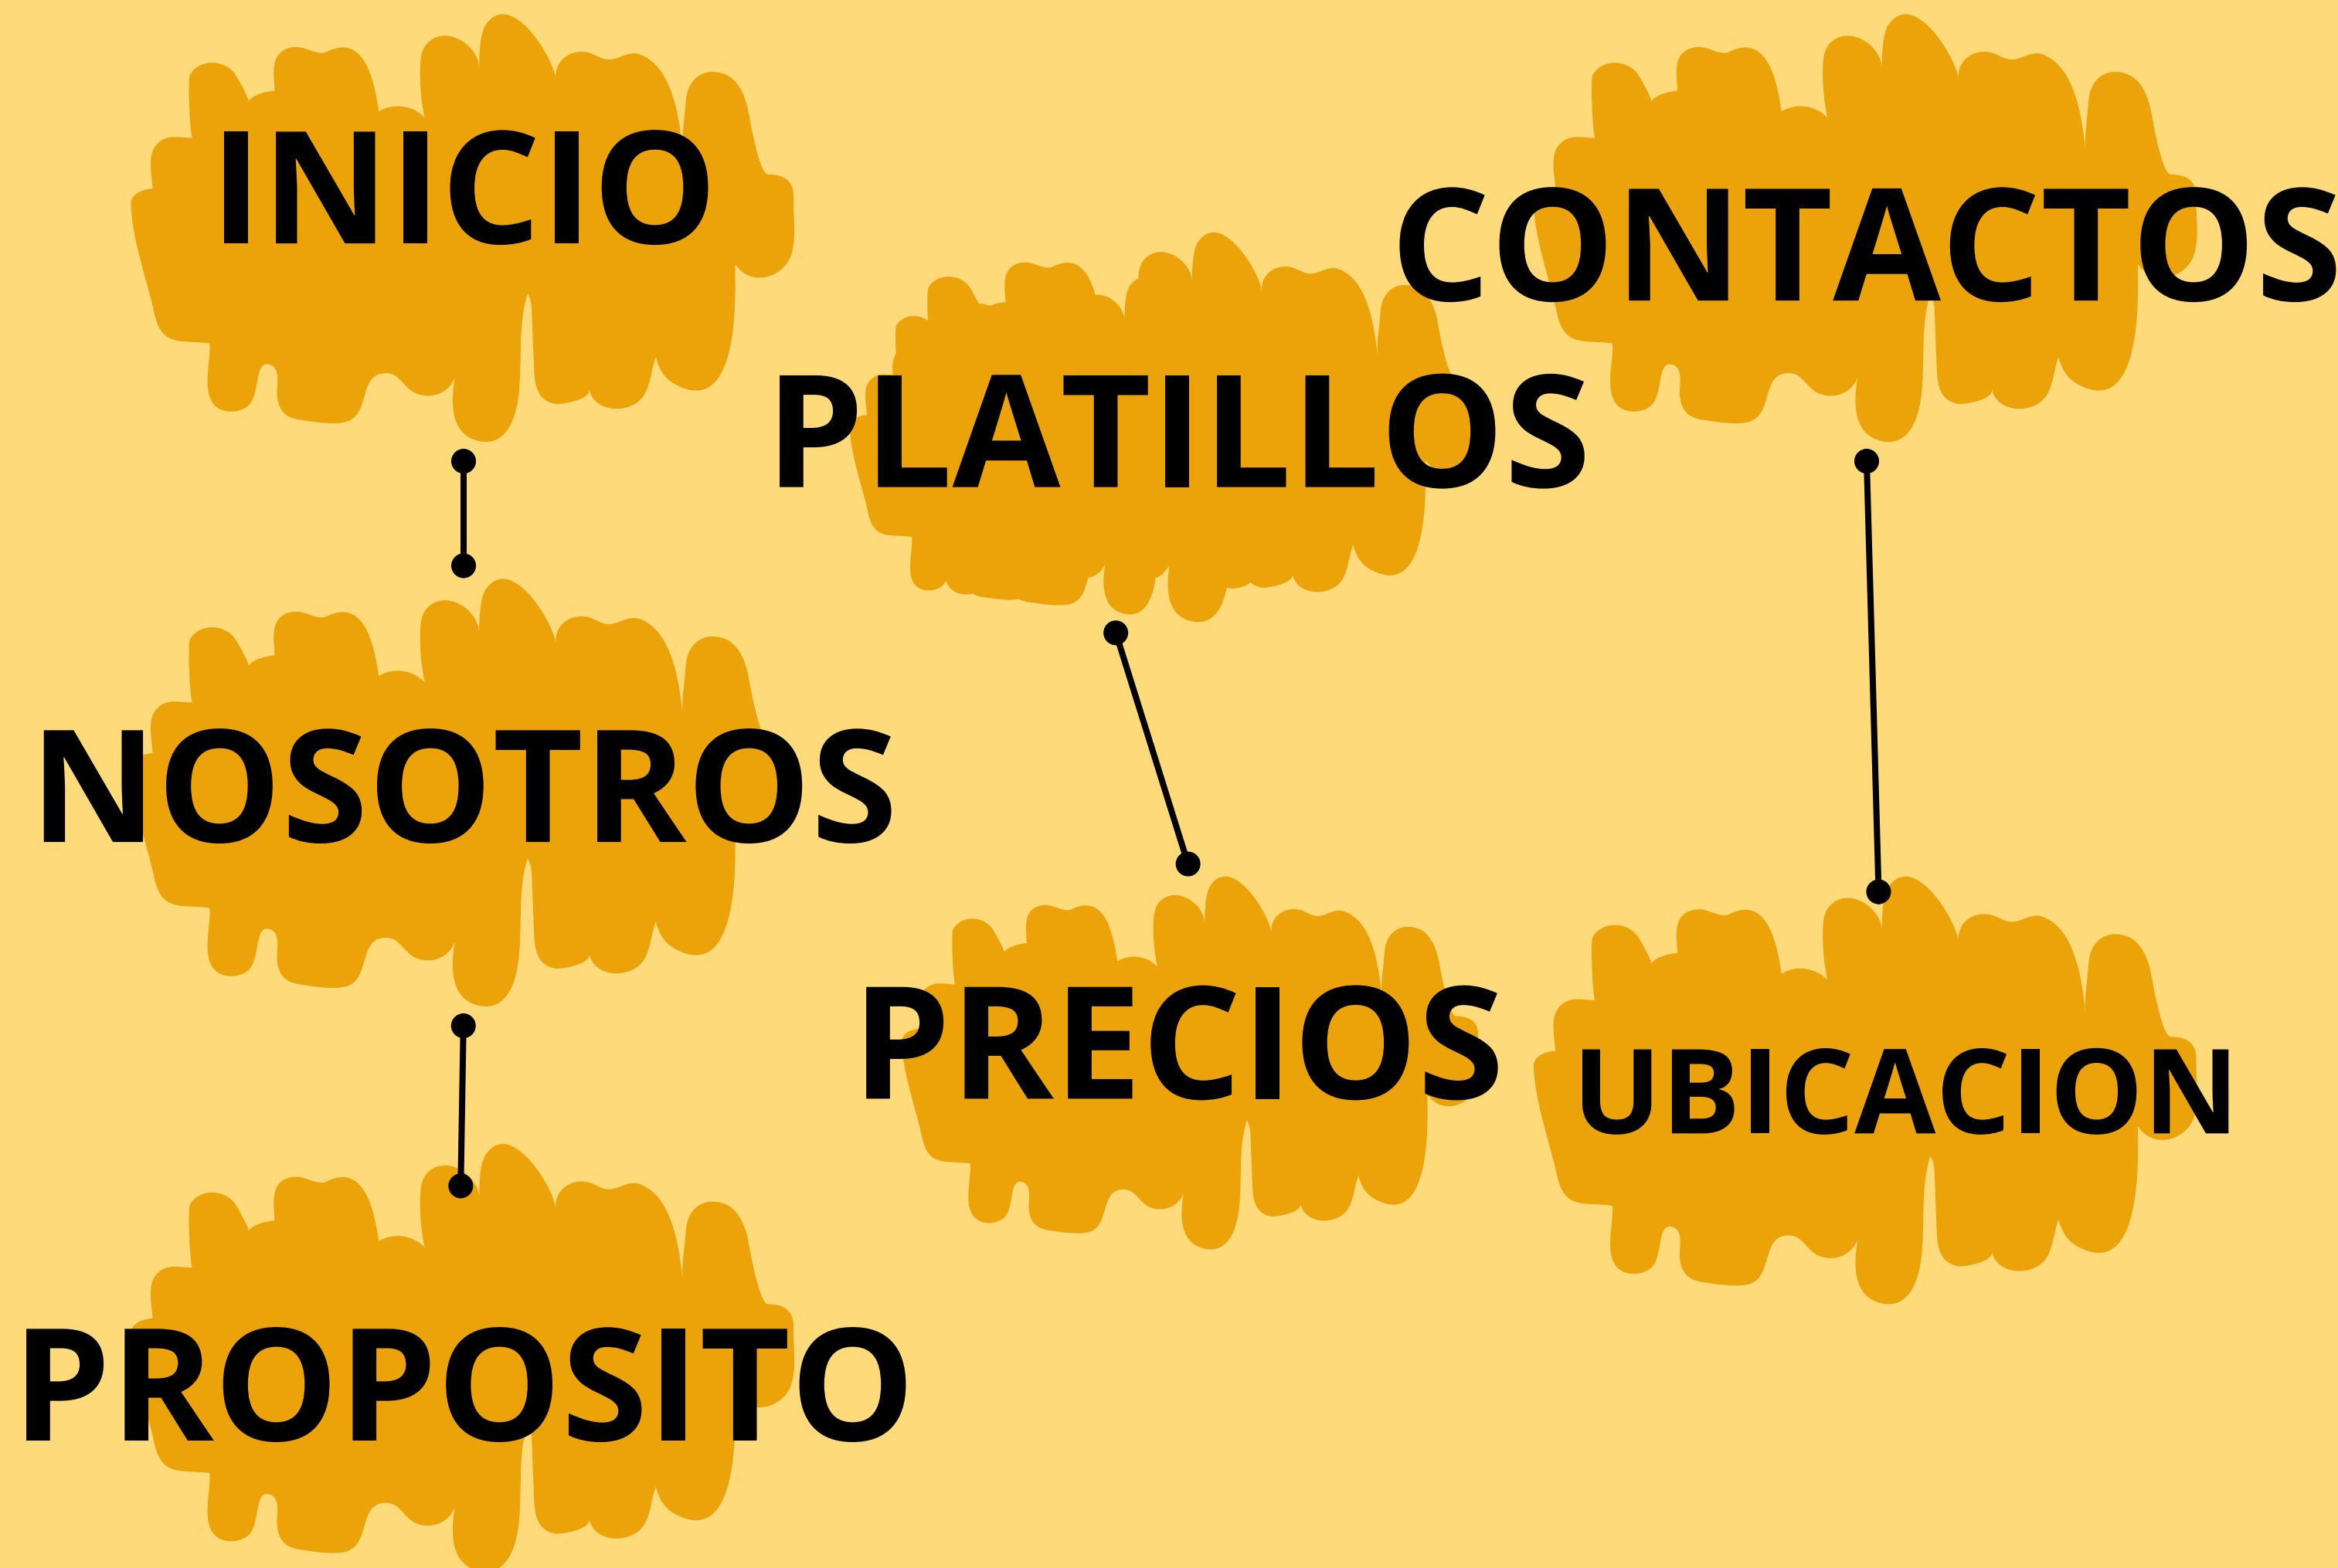 INICIO
NOSOTROS
PROPOSITO
PLATILLOS
PRECIOS
CONTACTOS
UBICACION